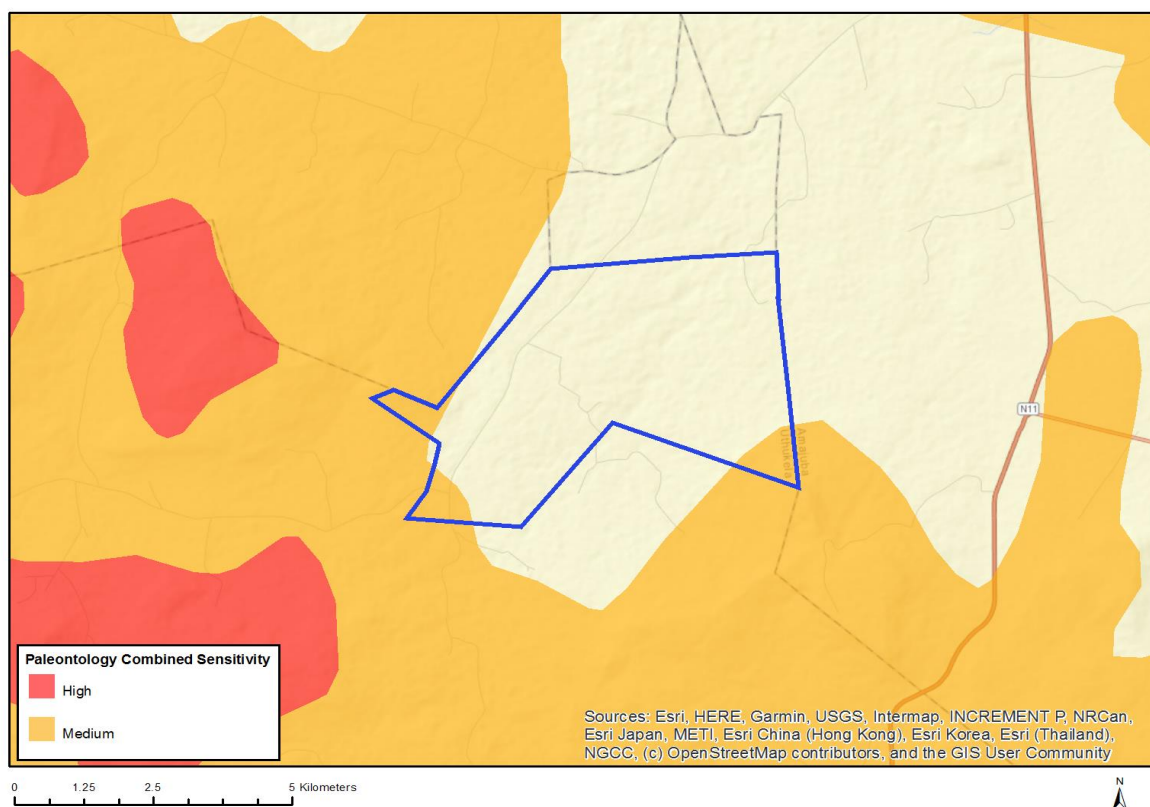 Amajuba
Uthukela
N11
Paleontology Combined Sensitivity
High
Medium
Sources: Esri, HERE, Garmin, USGS, Intermap, INCREMENT P, NRCan,
Esri Japan, METI, Esri China (Hong Kong), Esri Korea, Esri (Thailand),
NGCC, (c) OpenStreetMap contributors, and the GIS User Community
0 1.25 2.5 5 Kilometers
N